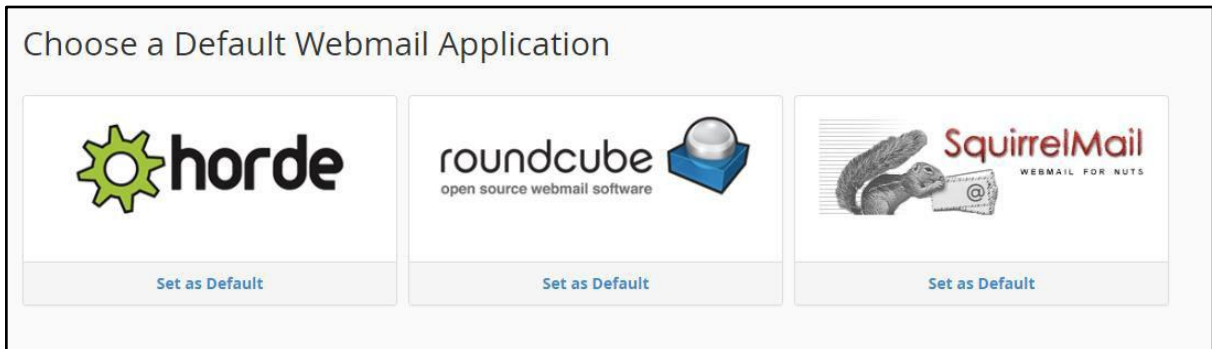 Choose a Default Webmail Application
horde
roundcube
open source webmail software
SquirrelMail
WEBMAIL FOR NUTS
@
Set as Default
Set as Default
Set as Default